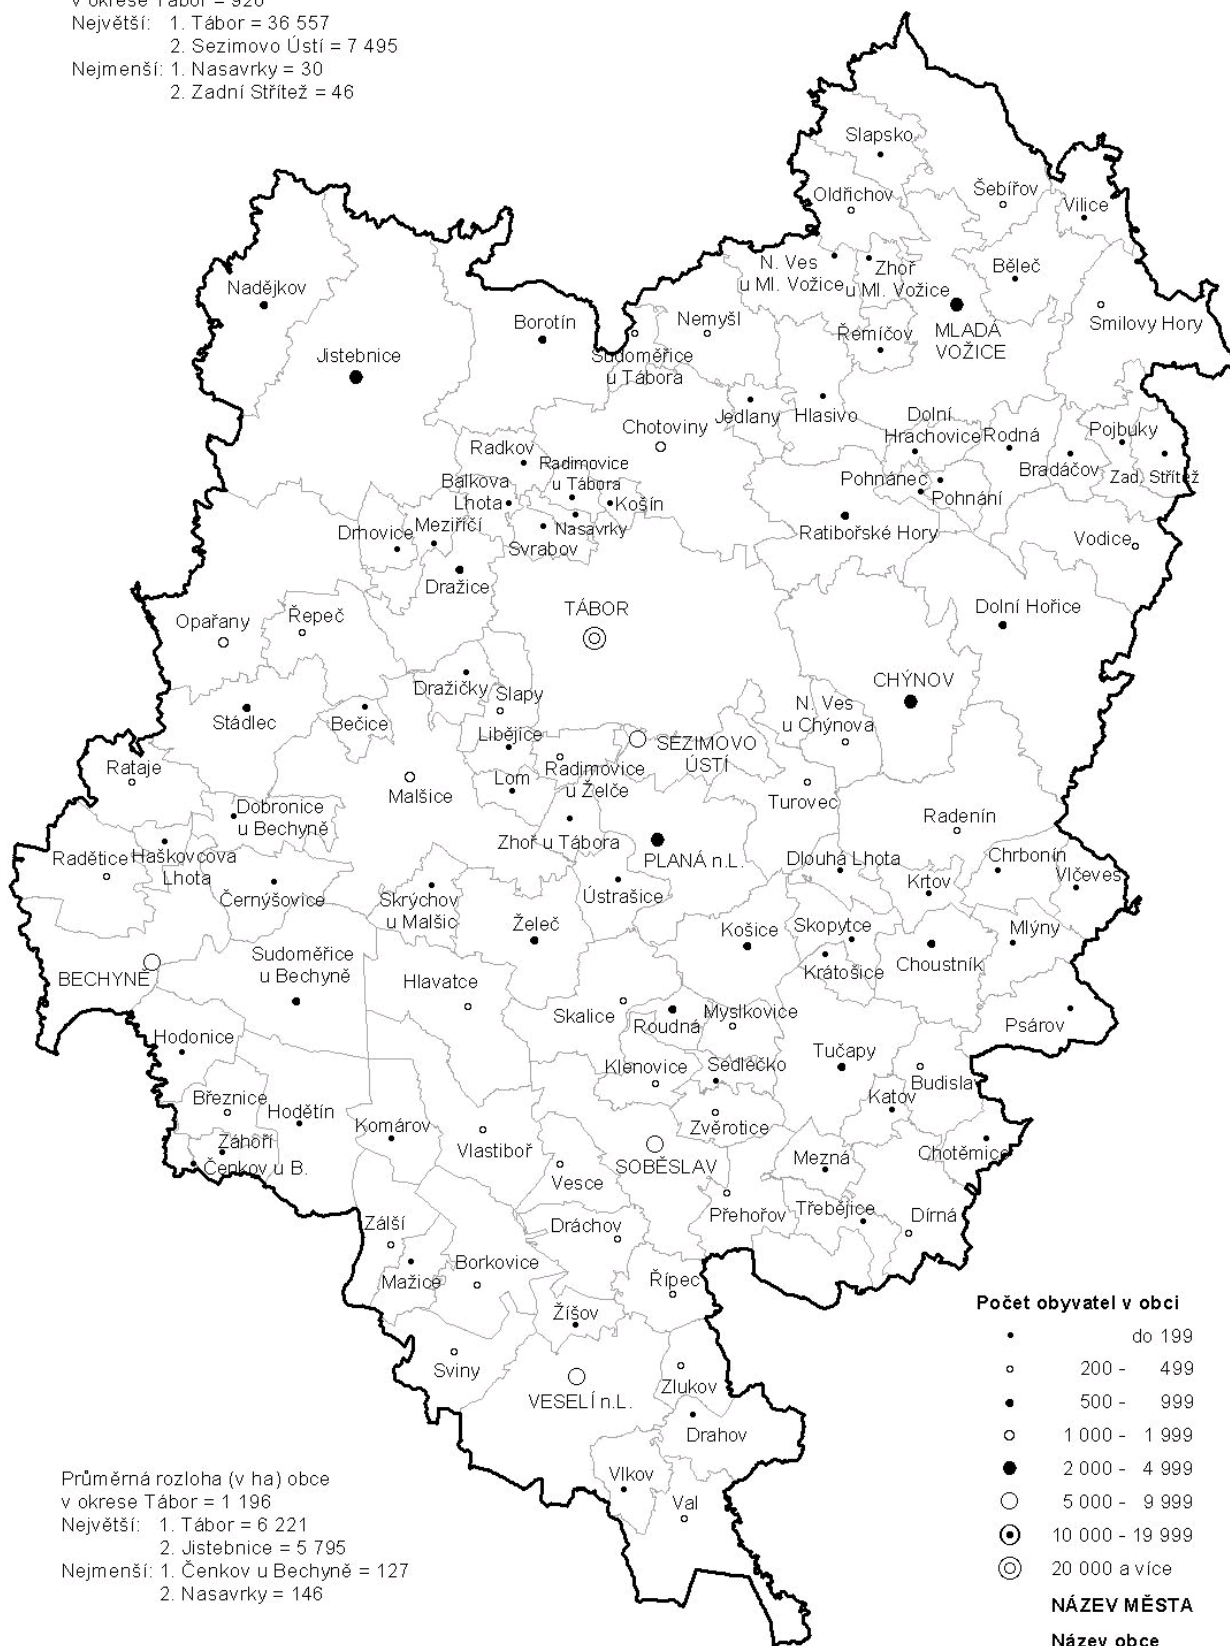 v okrese Tábor = 920
Největší: 1. Tábor = 36 557
2. Sezimovo Ústí = 7 495
Nejmenší: 1. Nasavrky = 30
2. Zadní Střítež = 46
Slapsko
Oldřichov
Šebířov
Vilice
N. Ves
u Ml. Vožice
Zhoř
u Ml. Vožice
Běleč
Nadějkov
Borotín
Nemyšl
Smilovy Hory
Jistebnice
Sudoměřice
u Tábora
Řemíčov
MLADÁ
VOŽICE
Jedlany
Hlasivo
Chotoviny
Dolní
Hrachovice
Rodná
Pojbuky
Radkov
Radimovice
u Tábora
Bradáčov
Zad. Střítež
Balkova
Lhota
Košín
Pohnánec
Pohnání
Drhovice
Meziříčí
Nasavrky
Svrabov
Ratibořské Hory
Vodice
Dražice
TÁBOR
Dolní Hořice
Opařany
Řepeč
Dražičky
Slapy
CHÝNOV
Stádlec
Bečice
N. Ves
u Chýnova
Libějice
SEZIMOVO
ÚSTÍ
Rataje
Malšice
Lom
Radimovice
u Želče
Turovec
Dobronice
u Bechyně
Radenín
Zhoř u Tábora
PLANÁ n.L.
Radětice
Haškovcova
Lhota
Dlouhá Lhota
Chrbonín
Vlčeves
Černýšovice
Skrýchov
u Malšic
Ústrašice
Krtov
Želeč
Košice
Skopytce
Mlýny
Sudoměřice
u Bechyně
BECHYNĚ
Hlavatce
Krátošice
Choustník
Skalice
Roudná
Myslkovice
Psárov
Hodonice
Tučapy
Klenovice
Sedlečko
Budislav
Březnice
Hodětín
Katov
Komárov
Vlastiboř
Zvěrotice
Záhoří
Čenkov u B.
SOBĚSLAV
Mezná
Chotěmice
Vesce
Zálší
Dráchov
Přehořov
Třebějice
Dírná
Mažice
Borkovice
Řípec
Žíšov
Sviny
VESELÍ n.L.
Zlukov
Drahov
Vlkov
Val
Počet obyvatel v obci
do 199
200 - 499
500 - 999
1 000 - 1 999
2 000 - 4 999
5 000 - 9 999
10 000 - 19 999
20 000 a více
NÁZEV MĚSTA
Název obce
Průměrná rozloha (v ha) obce
v okrese Tábor = 1 196
Největší: 1. Tábor = 6 221
2. Jistebnice = 5 795
Nejmenší: 1. Čenkov u Bechyně = 127
2. Nasavrky = 146